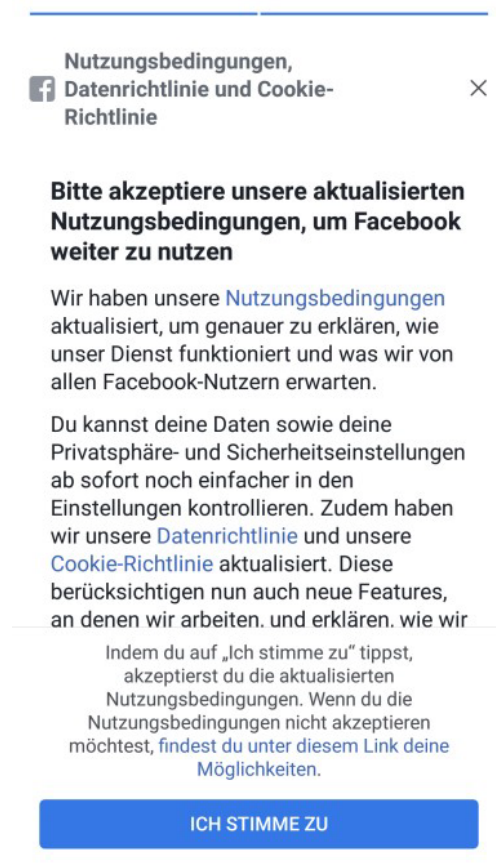 Nutzungsbedingungen,
Datenrichtlinie und Cookie-
Richtlinie
Bitte akzeptiere unsere aktualisierten
Nutzungsbedingungen, um Facebook
weiter zu nutzen
Wir haben unsere Nutzungsbedingungen
aktualisiert, um genauer zu erklären, wie
unser Dienst funktioniert und was wir von
allen Facebook-Nutzern erwarten.
Du kannst deine Daten sowie deine
Privatsphäre- und Sicherheitseinstellungen
ab sofort noch einfacher in den
Einstellungen kontrollieren. Zudem haben
wir unsere Datenrichtlinie und unsere
Cookie-Richtlinie aktualisiert. Diese
berücksichtigen nun auch neue Features,
an denen wir arbeiten, und erklären, wie wir
Indem du auf „Ich stimme zu“ tippst,
akzeptierst du die aktualisierten
Nutzungsbedingungen. Wenn du die
Nutzungsbedingungen nicht akzeptieren
möchtest, findest du unter diesem Link deine
Möglichkeiten.
ICH STIMME ZU